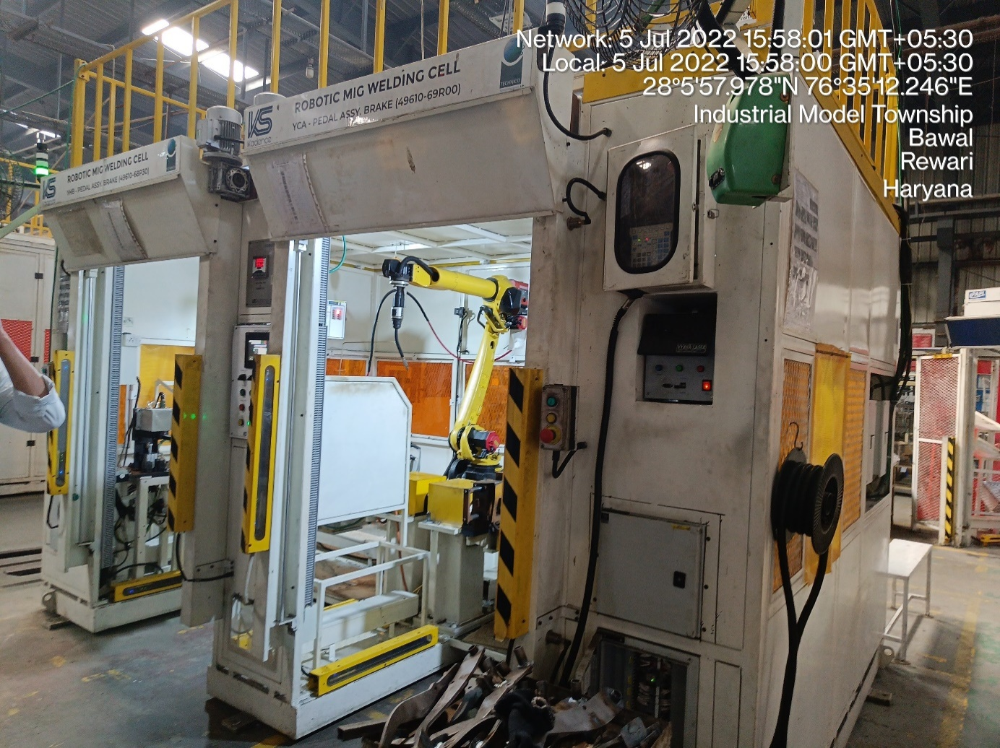 Network: 5 Jul 2022 15:58:01 GMT+05:30
Local: 5 Jul 2022 15:58:00 GMT+05:30
28°5'57.978"N 76°35'12.246"E
Industrial Model Township
Bawal
Rewari
Haryana
KS
Kadence
ROBOTIC MIG WELDING CELL
YCA - PEDAL ASSY. BRAKE (49610-69R00)
TECHNICO
KS
ROBOTIC MIG WELDING CELL
YHB - PEDAL ASSY. BRAKE (49610-68P30)